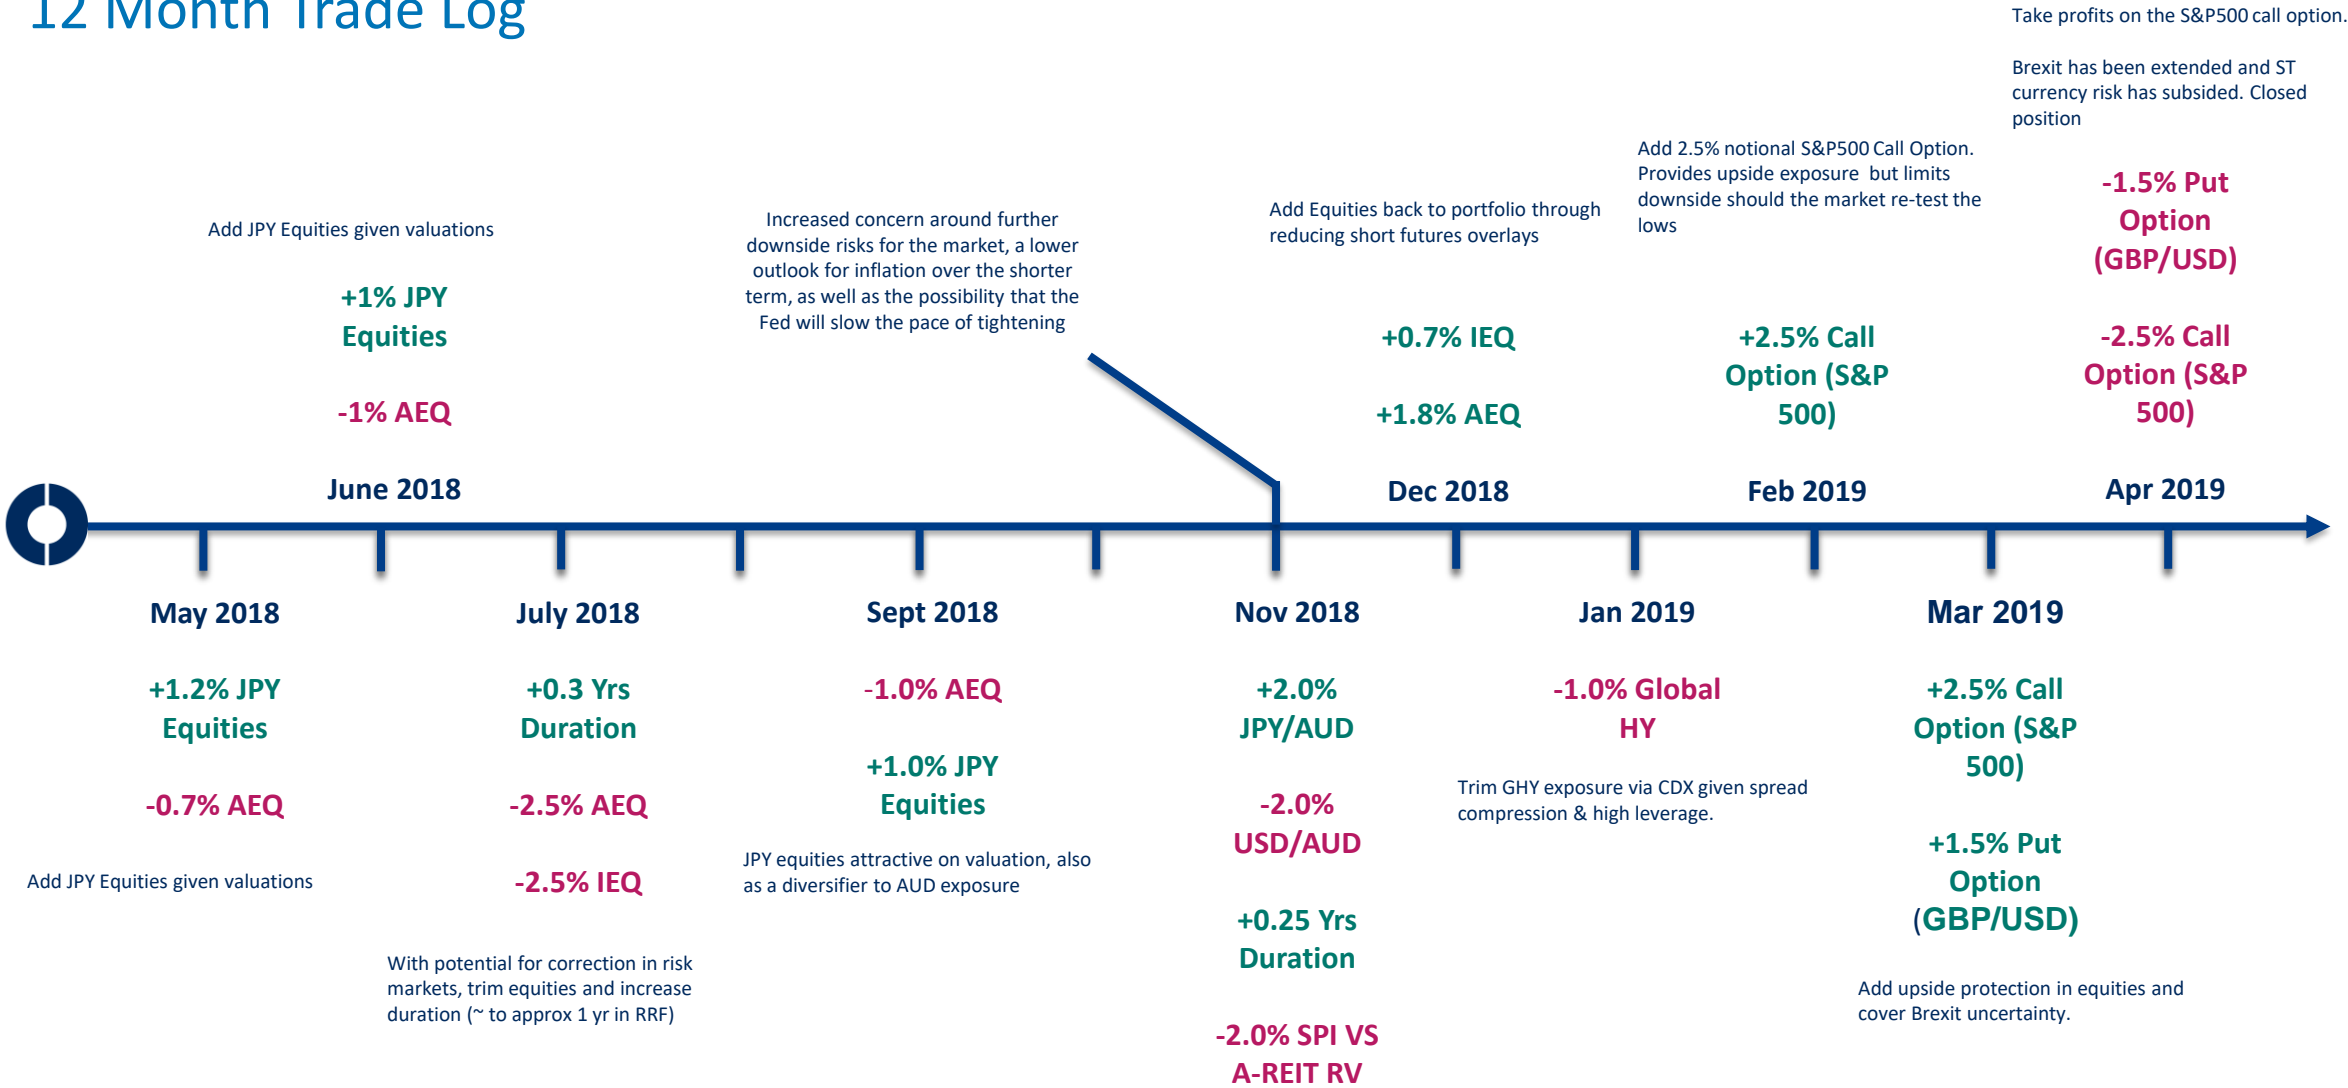 12 Month Trade Log
Take profits on the S&P500 call option.
Brexit has been extended and ST
currency risk has subsided. Closed
position
-1.5% Put
Option
(GBP/USD)
-2.5% Call
Option (S&P
500)
Apr 2019
Add 2.5% notional S&P500 Call Option.
Provides upside exposure but limits
downside should the market re-test the
lows
+2.5% Call
Option (S&P
500)
Feb 2019
Add Equities back to portfolio through
reducing short futures overlays
+0.7% IEQ
+1.8% AEQ
Dec 2018
Increased concern around further
downside risks for the market, a lower
outlook for inflation over the shorter
term, as well as the possibility that the
Fed will slow the pace of tightening
Add JPY Equities given valuations
+1% JPY
Equities
-1% AEQ
June 2018
May 2018
+1.2% JPY
Equities
-0.7% AEQ
Add JPY Equities given valuations
July 2018
+0.3 Yrs
Duration
-2.5% AEQ
-2.5% IEQ
With potential for correction in risk
markets, trim equities and increase
duration (~ to approx 1 yr in RRF)
Sept 2018
-1.0% AEQ
+1.0% JPY
Equities
JPY equities attractive on valuation, also
as a diversifier to AUD exposure
Nov 2018
+2.0%
JPY/AUD
-2.0%
USD/AUD
+0.25 Yrs
Duration
-2.0% SPI VS
A-REIT RV
Jan 2019
-1.0% Global
HY
Trim GHY exposure via CDX given spread
compression & high leverage.
Mar 2019
+2.5% Call
Option (S&P
500)
+1.5% Put
Option
(GBP/USD)
Add upside protection in equities and
cover Brexit uncertainty.